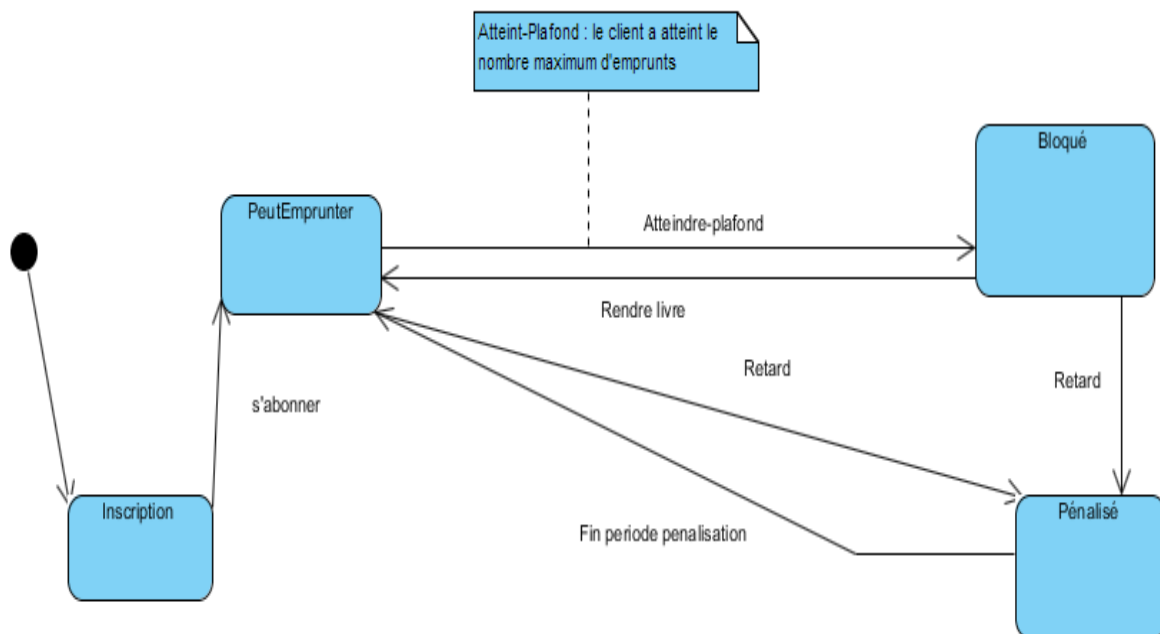 Atteint-Plafond : le client a atteint le
nombre maximum d'emprunts
Bloqué
PeutEmprunter
Atteindre-plafond
Rendre livre
Retard
Retard
s'abonner
Inscription
Pénalisé
Fin periode penalisation